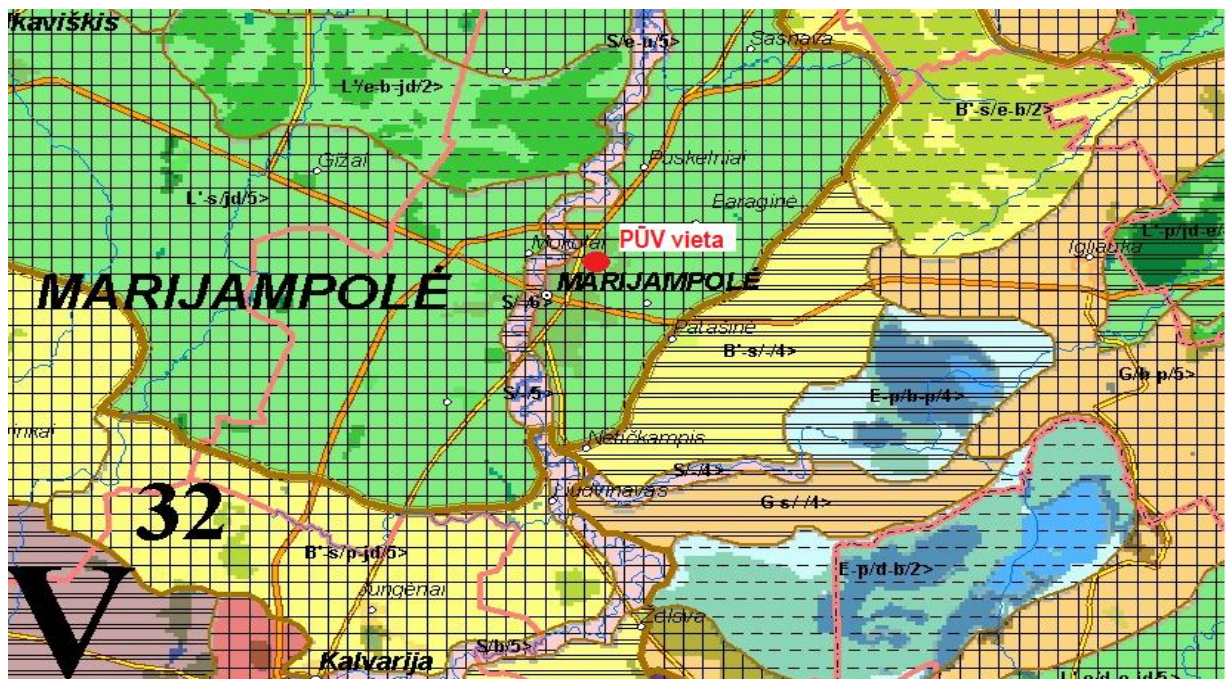 lkaviškis
S/e-u/5>
Sasnava
L'/e-b-jd/2>
B'-s/e-b/2>
Gižai
Puskelniai
L'-s/jd/5>
Baraginė
PŪV vieta
Mokolai
L'-p/jd-e/
Igliauka
MARIJAMPOLĖ
MARIJAMPOLĖ
S/-/6>
Patašinė
B'-s/-/4>
G/b-p/5>
S/-/5>
E-p/b-p/4>
Netičkampis
S/-/4>
Liudvinavas
G-s/-/4>
32
B'-s/p-jd/5>
E-p/d-b/2>
V
Jungėnai
Želsva
S/b/5>
Kalvarija